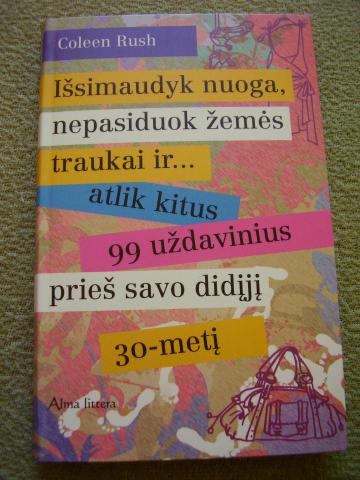 Coleen Rush
Išsimaudyk nuoga,
nepasiduok žemės
traukai ir...
atlik kitus
99 uždavinius
prieš savo didįjį
30-metį
Alma littera